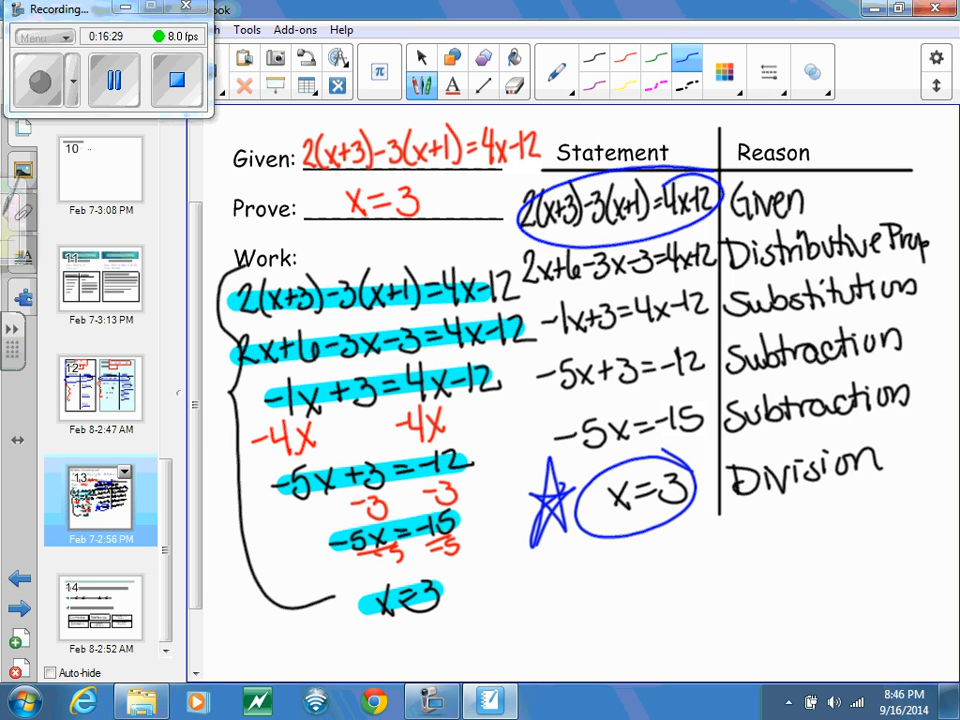 Recording...
ook
Menu
0:16:29
8.0 fps
h Tools Add-ons Help
10
Feb 7-3:08 PM
11
Feb 7-3:13 PM
12
Feb 8-2:47 AM
13
Feb 7-2:56 PM
14
Feb 8-2:52 AM
Auto-hide
Given: 2(x+3)-3(x+1)=4x-12
Prove: x=3
Work:
2(x+3)-3(x+1)=4x-12
2x+6-3x-3=4x-12
-1x+3=4x-12
-4x -4x
-5x+3=-12
-3 -3
-5x=-15
-5 -5
x=3
Statement Reason
2(x+3)-3(x+1)=4x-12 Given
2x+6-3x-3=4x-12 Distributive Prop
-1x+3=4x-12 Substitution
-5x+3=-12 Subtraction
-5x=-15 Subtraction
x=3 Division
8:46 PM
9/16/2014